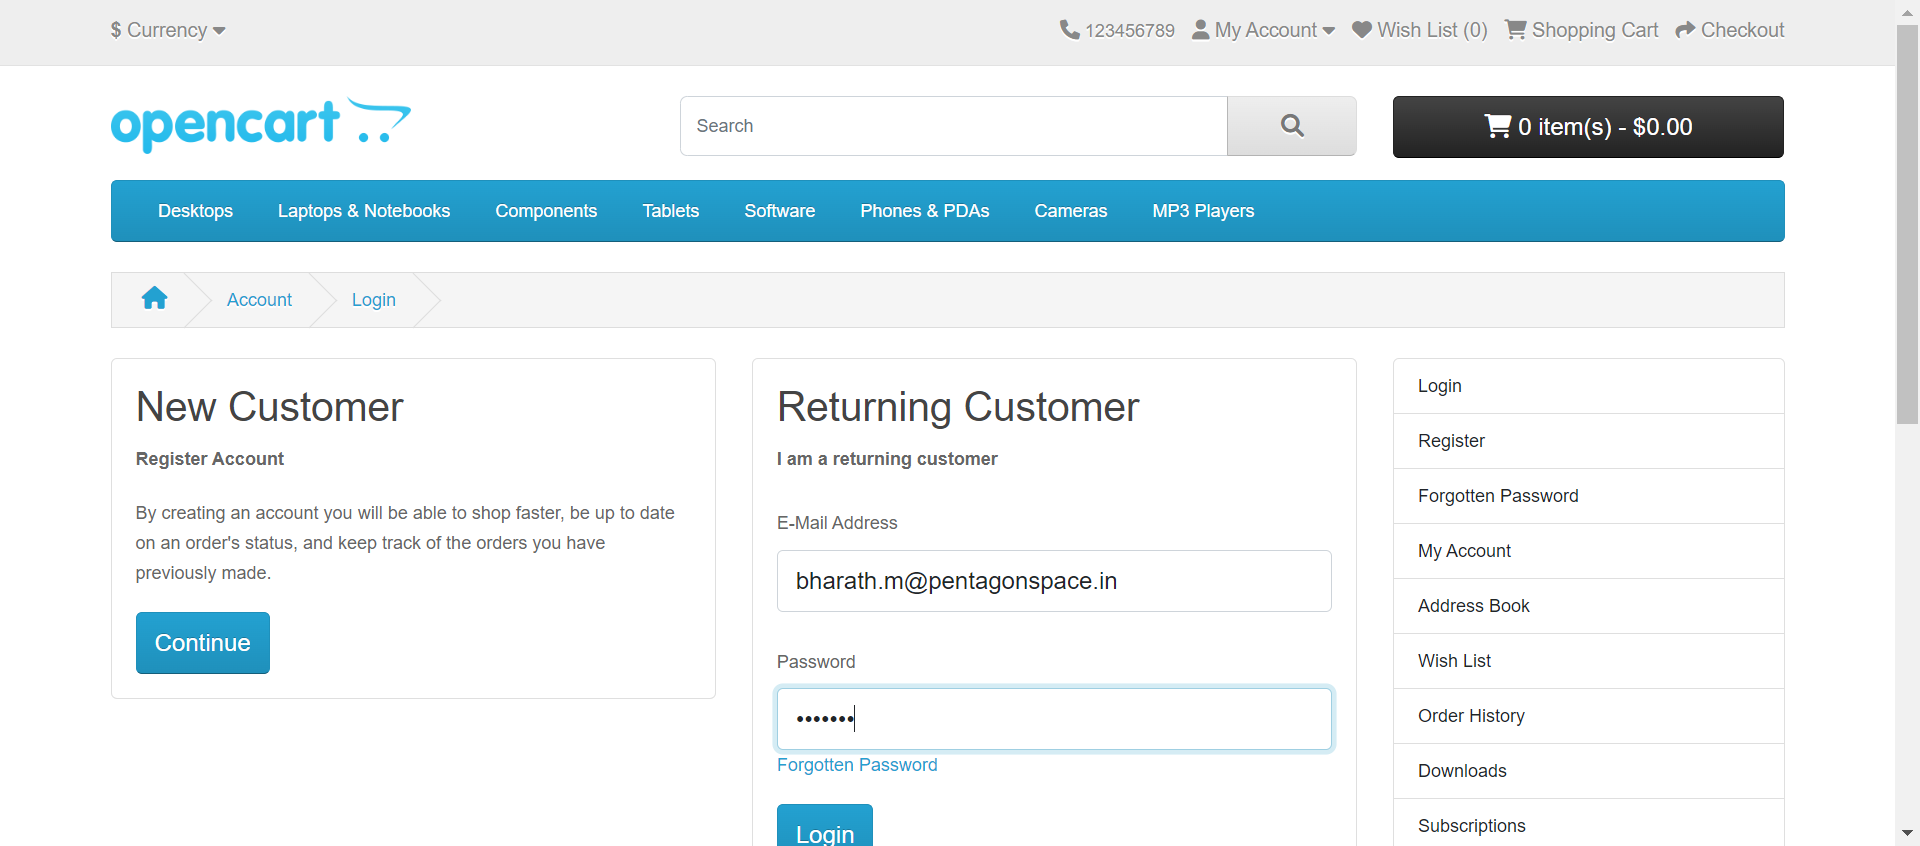 $ Currency
123456789 My Account Wish List (0) Shopping Cart Checkout
opencart
Search
0 item(s) - $0.00
Desktops Laptops & Notebooks Components Tablets Software Phones & PDAs Cameras MP3 Players
Account Login
New Customer
Register Account
By creating an account you will be able to shop faster, be up to date
on an order's status, and keep track of the orders you have
previously made.
Continue
Returning Customer
I am a returning customer
E-Mail Address
bharath.m@pentagonspace.in
Password
•••••••
Forgotten Password
Login
Login
Register
Forgotten Password
My Account
Address Book
Wish List
Order History
Downloads
Subscriptions